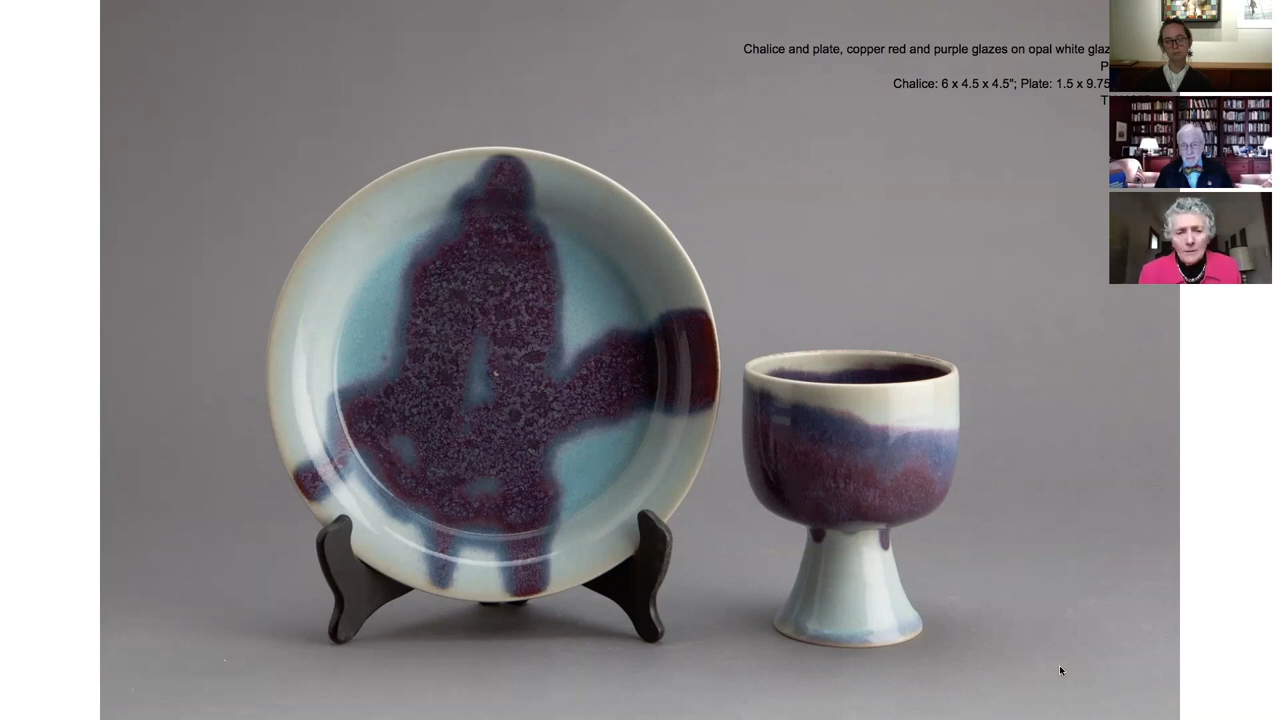 Chalice and plate, copper red and purple glazes on opal white
Chalice: 6 x 4.5 x 4.5"; Plate: 1.5 x 9.75